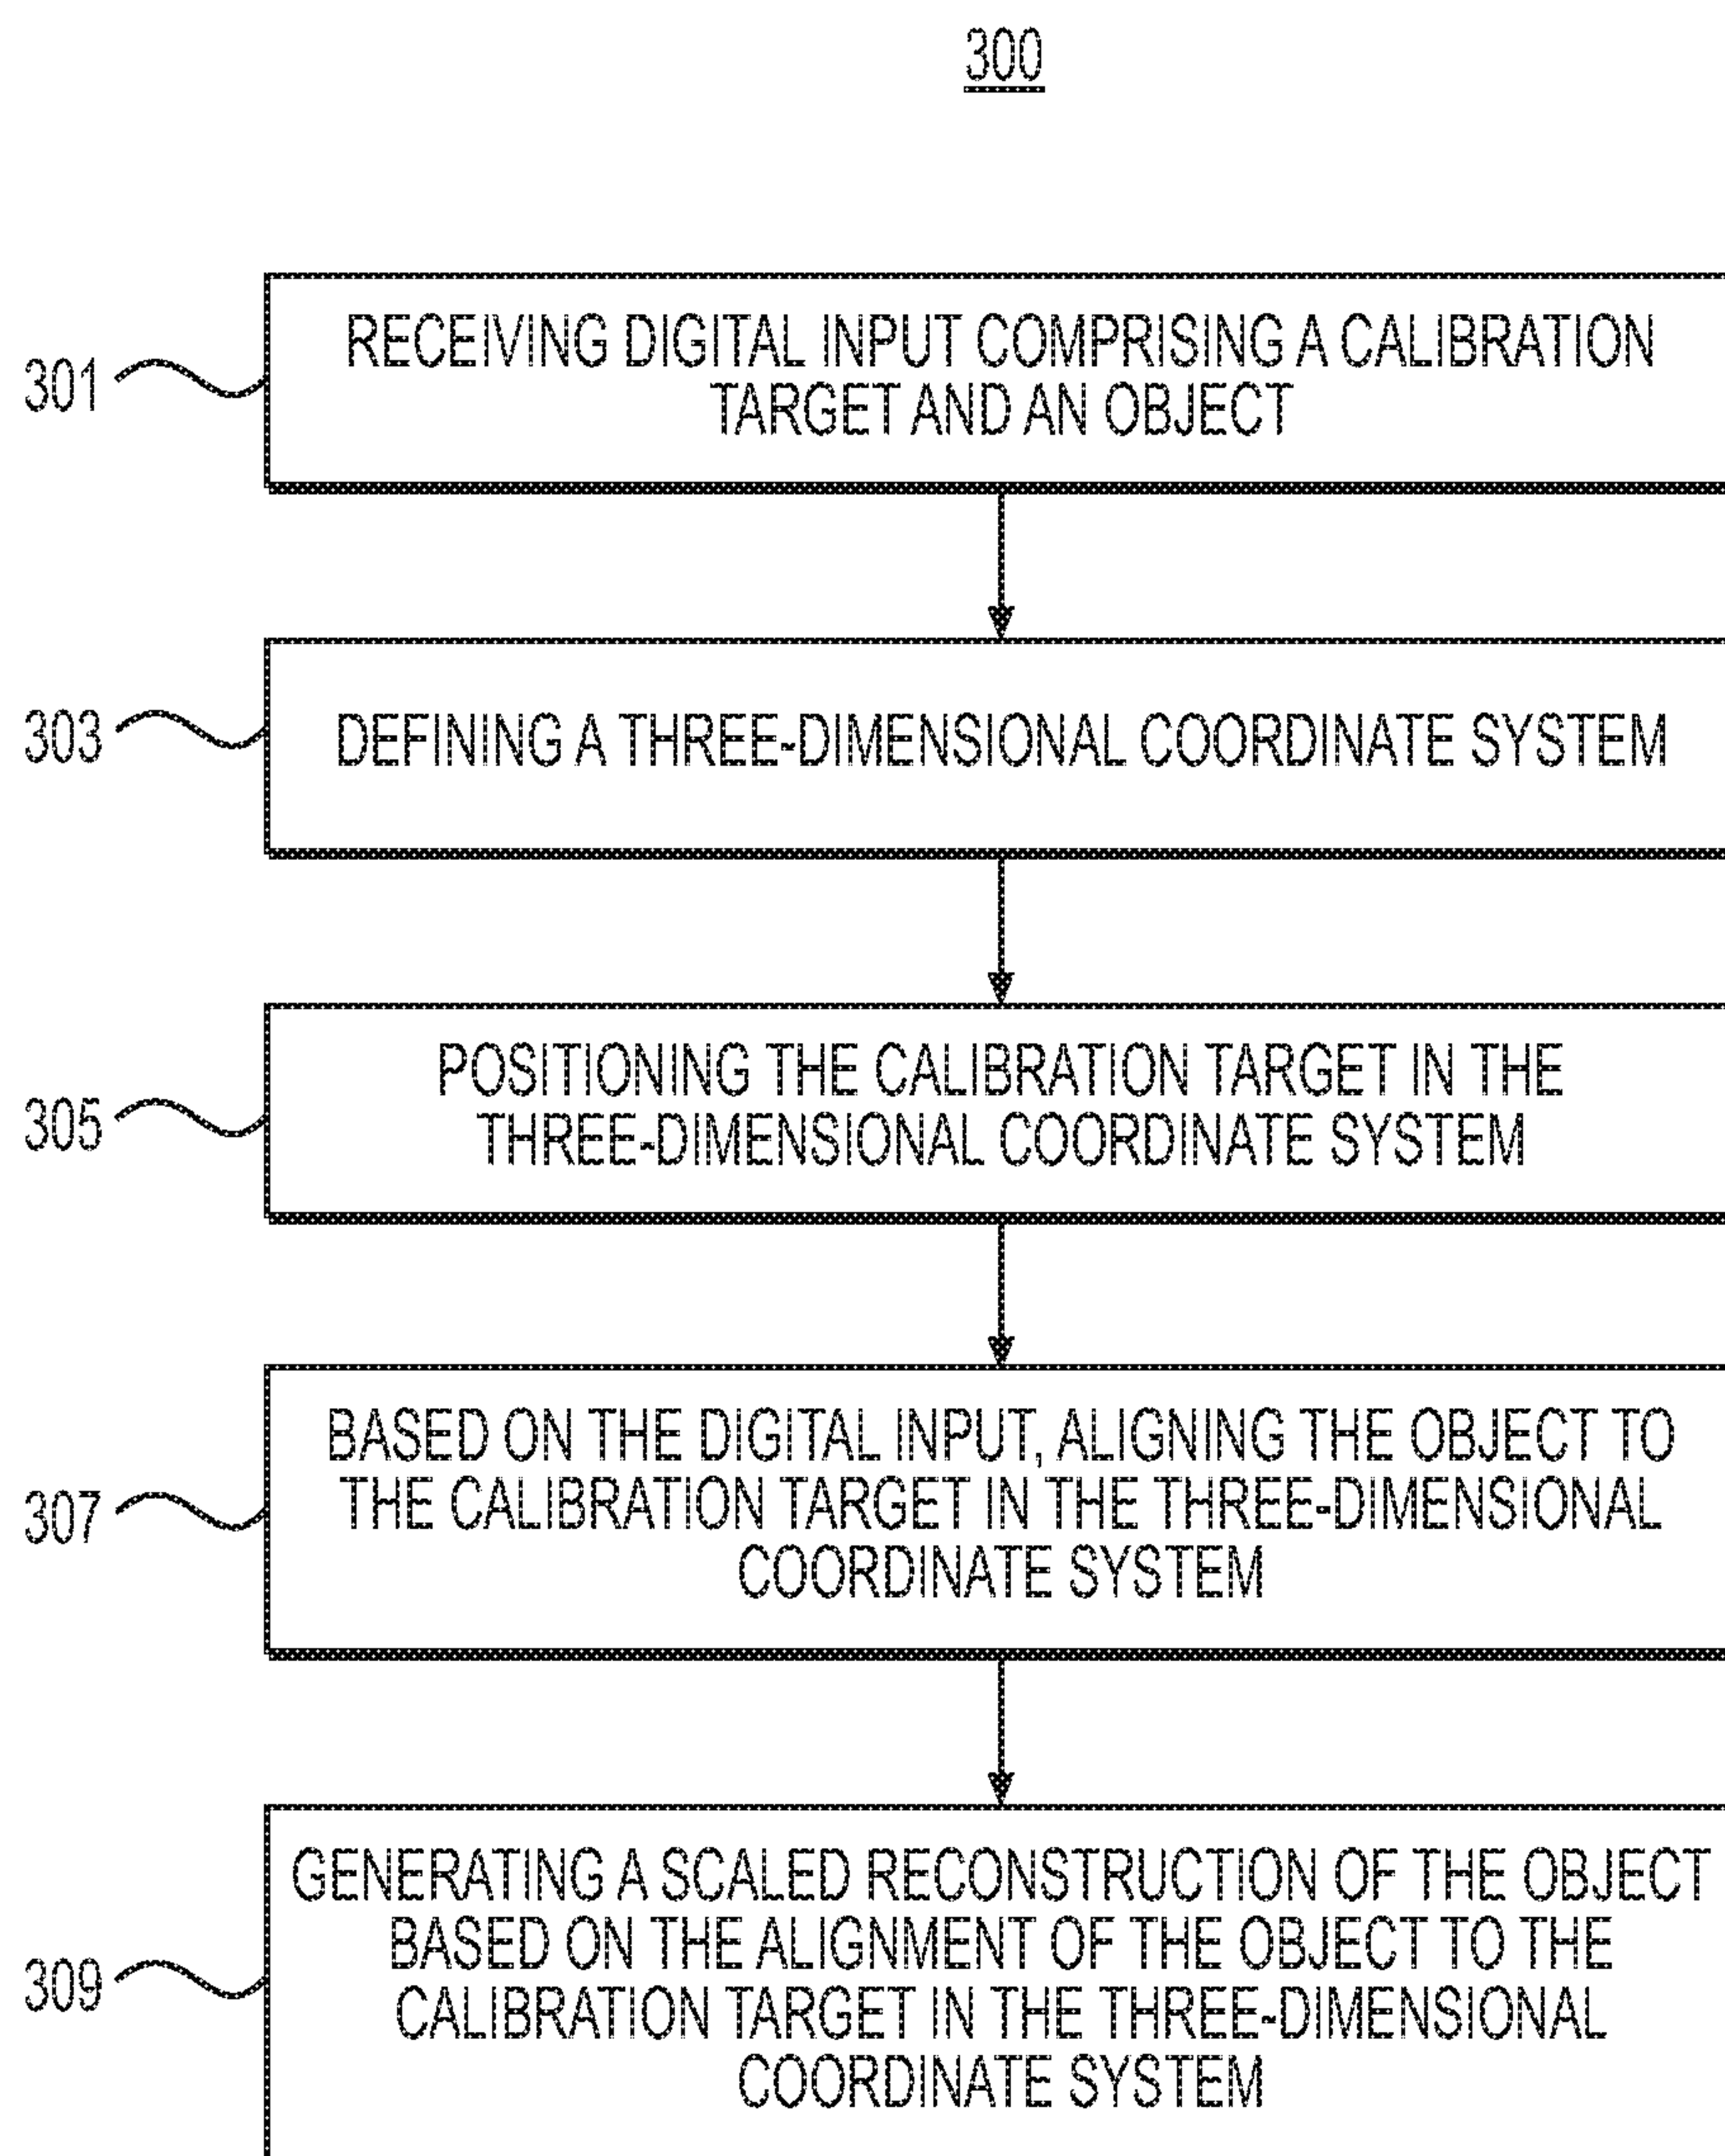 300
301
RECEIVING DIGITAL INPUT COMPRISING A CALIBRATION
TARGET AND AN OBJECT
303
DEFINING A THREE-DIMENSIONAL COORDINATE SYSTEM
305
POSITIONING THE CALIBRATION TARGET IN THE
THREE-DIMENSIONAL COORDINATE SYSTEM
307
BASED ON THE DIGITAL INPUT, ALIGNING THE OBJECT TO
THE CALIBRATION TARGET IN THE THREE-DIMENSIONAL
COORDINATE SYSTEM
309
GENERATING A SCALED RECONSTRUCTION OF THE OBJECT
BASED ON THE ALIGNMENT OF THE OBJECT TO THE
CALIBRATION TARGET IN THE THREE-DIMENSIONAL
COORDINATE SYSTEM